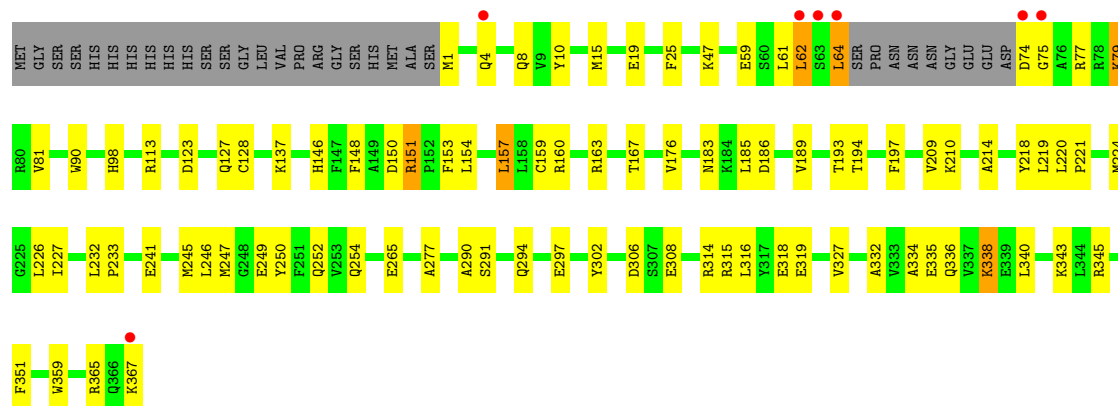 MET GLY SER SER HIS HIS HIS HIS HIS HIS SER SER GLY LEU VAL PRO ARG GLY SER HIS MET ALA SER M1 Q4 Q8 V9 Y10 M15 E19 F25 K47 E59 S60 L61 L62 S63 L64 SER PRO ASN ASN ASN GLY GLU GLU ASP D74 G75 A76 R77 R78 K79
R80 V81 W90 H98 R113 D123 Q127 C128 K137 H146 F147 F148 A149 D150 R151 P152 F153 L154 L157 L158 C159 R160 R163 T167 V176 N183 K184 L185 D186 V189 T193 T194 F197 V209 K210 A214 Y218 L219 L220 P221 M224
G225 L226 I227 L232 P233 E241 M245 L246 M247 G248 E249 Y250 F251 Q252 V253 Q254 E265 A277 A290 S291 Q294 E297 Y302 D306 S307 E308 R314 R315 L316 Y317 E318 E319 V327 A332 V333 A334 E335 Q336 V337 K338 E339 L340 K343 L344 R345
F351 W359 R365 Q366 K367